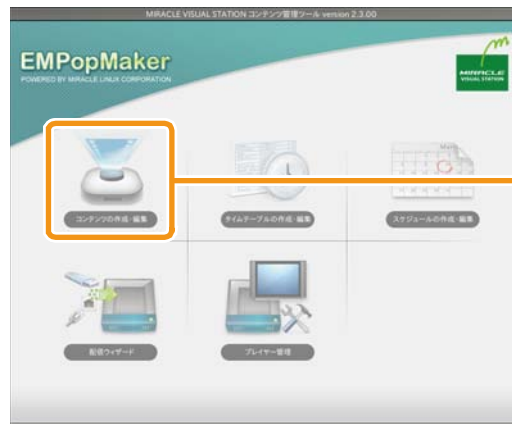 MIRACLE VISUAL STATION コンテンツ管理ツール version 2.3.00
EMPopMaker
POWERED BY MIRACLE LINUX CORPORATION
m
MIRACLE
VISUAL STATION
コンテンツの作成・編集
タイムテーブルの作成・編集
スケジュールの作成・編集
配信ウィザード
プレイヤー管理